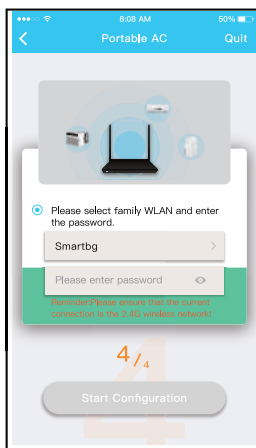 8:08 AM
50%
Portable AC
Quit
Please select family WLAN and enter
the password.
Smartbg
Please enter password
Reminder:Please ensure that the current
connection is the 2.4G wireless network!
4/4
Start Configuration
4